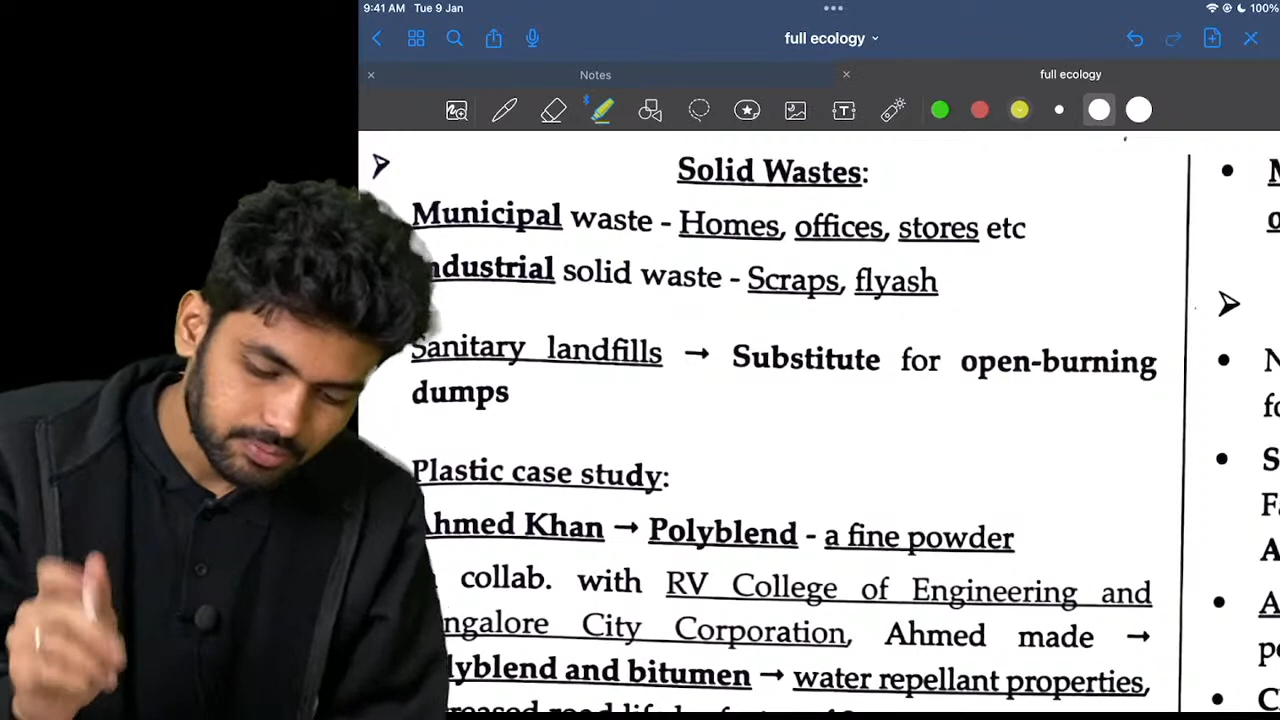 9:41 AM Tue 9 Jan
100%
full ecology
Notes
full ecology
Solid Wastes:
Municipal waste - Homes, offices, stores etc
solid waste - Scraps, flyash
Sanitary landfills → Substitute for open-burning
dumps
Plastic case study:
Ahmed Khan → Polyblend - a fine powder
collab. with RV College of Engineering and
City Corporation, Ahmed made →
and bitumen → water repellant properties,